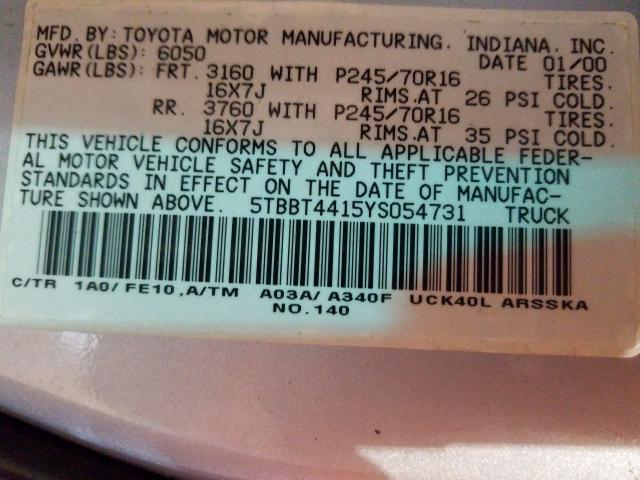 MFD. BY: TOYOTA MOTOR MANUFACTURING, INDIANA, INC.
GVWR(LBS): 6050 DATE 01/00
GAWR(LBS): FRT. 3160 WITH P245/70R16 TIRES.
16X7J RIMS.AT 26 PSI COLD.
RR. 3760 WITH P245/70R16 TIRES.
16X7J RIMS.AT 35 PSI COLD.
THIS VEHICLE CONFORMS TO ALL APPLICABLE FEDER-
AL MOTOR VEHICLE SAFETY AND THEFT PREVENTION
STANDARDS IN EFFECT ON THE DATE OF MANUFAC-
TURE SHOWN ABOVE. 5TBBT4415YS054731 TRUCK
C/TR 1A0/FE10,A/TM A03A/A340F UCK40L ARSSKA
NO.140